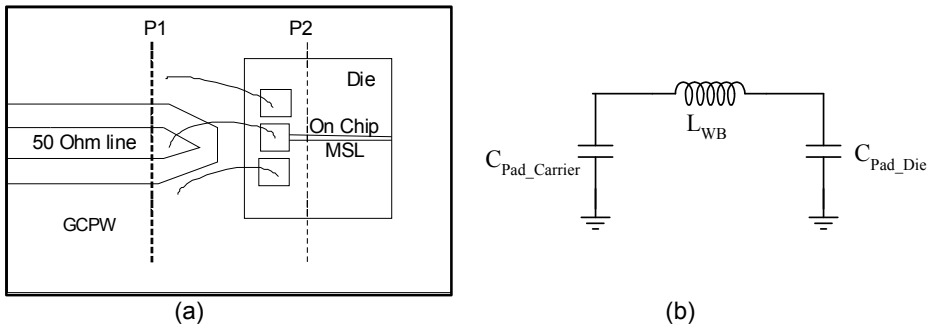 P1
P2
Die
50 Ohm line
On Chip
MSL
GCPW
(a)
L_WB
C_Pad_Carrier
C_Pad_Die
(b)